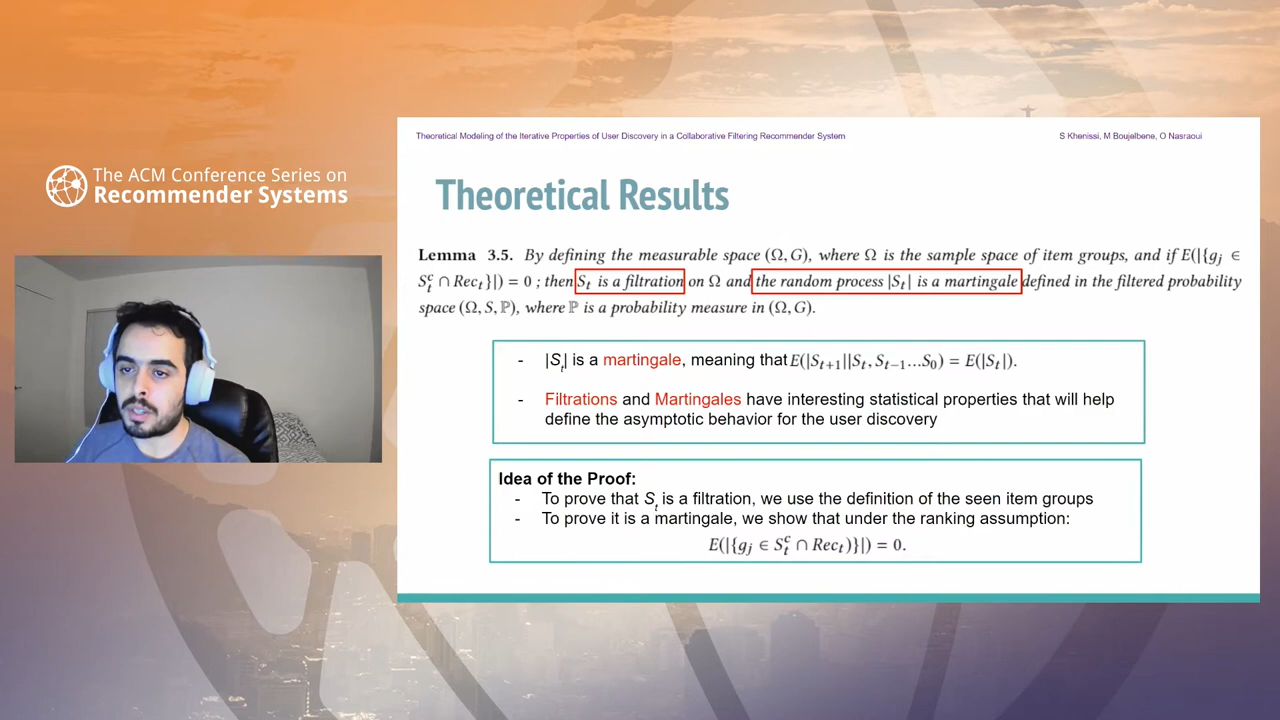 The ACM Conference Series on
Recommender Systems
Theoretical Modeling of the Iterative Properties of User Discovery in a Collaborative Filtering Recommender System
S Khenissi, M Boujelbene, O Nasraoui
Theoretical Results
Lemma 3.5. By defining the measurable space (Ω, G), where Ω is the sample space of item groups, and if E(|{g_j ∈
S_t^c ∩ Rec_t}|) = 0 ; then S_t is a filtration on Ω and the random process |S_t| is a martingale defined in the filtered probability
space (Ω, S, ℙ), where ℙ is a probability measure in (Ω, G).
- |S_t| is a martingale, meaning that E(|S_{t+1}||S_t, S_{t−1}...S_0) = E(|S_t|).
- Filtrations and Martingales have interesting statistical properties that will help
define the asymptotic behavior for the user discovery
Idea of the Proof:
- To prove that S_t is a filtration, we use the definition of the seen item groups
- To prove it is a martingale, we show that under the ranking assumption:
E(|{g_j ∈ S_t^c ∩ Rec_t)}|) = 0.